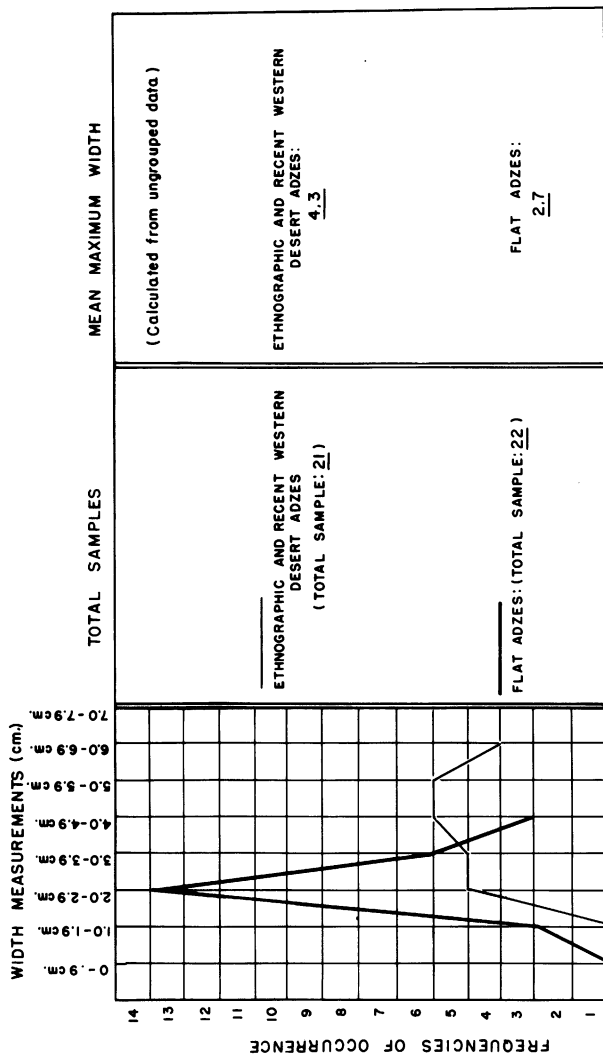 WIDTH MEASUREMENTS (cm.)
0-.9 cm.
1.0-1.9 cm.
2.0-2.9 cm.
3.0-3.9 cm.
4.0-4.9 cm.
5.0-5.9 cm.
6.0-6.9 cm.
7.0-7.9 cm.
FREQUENCIES OF OCCURRENCE
14
13
12
11
10
9
8
7
6
5
4
3
2
1
TOTAL SAMPLES
ETHNOGRAPHIC AND RECENT WESTERN
DESERT ADZES
(TOTAL SAMPLE: 21)
FLAT ADZES: (TOTAL SAMPLE: 22)
MEAN MAXIMUM WIDTH
(Calculated from ungrouped data)
ETHNOGRAPHIC AND RECENT WESTERN
DESERT ADZES:
4.3
FLAT ADZES:
2.7